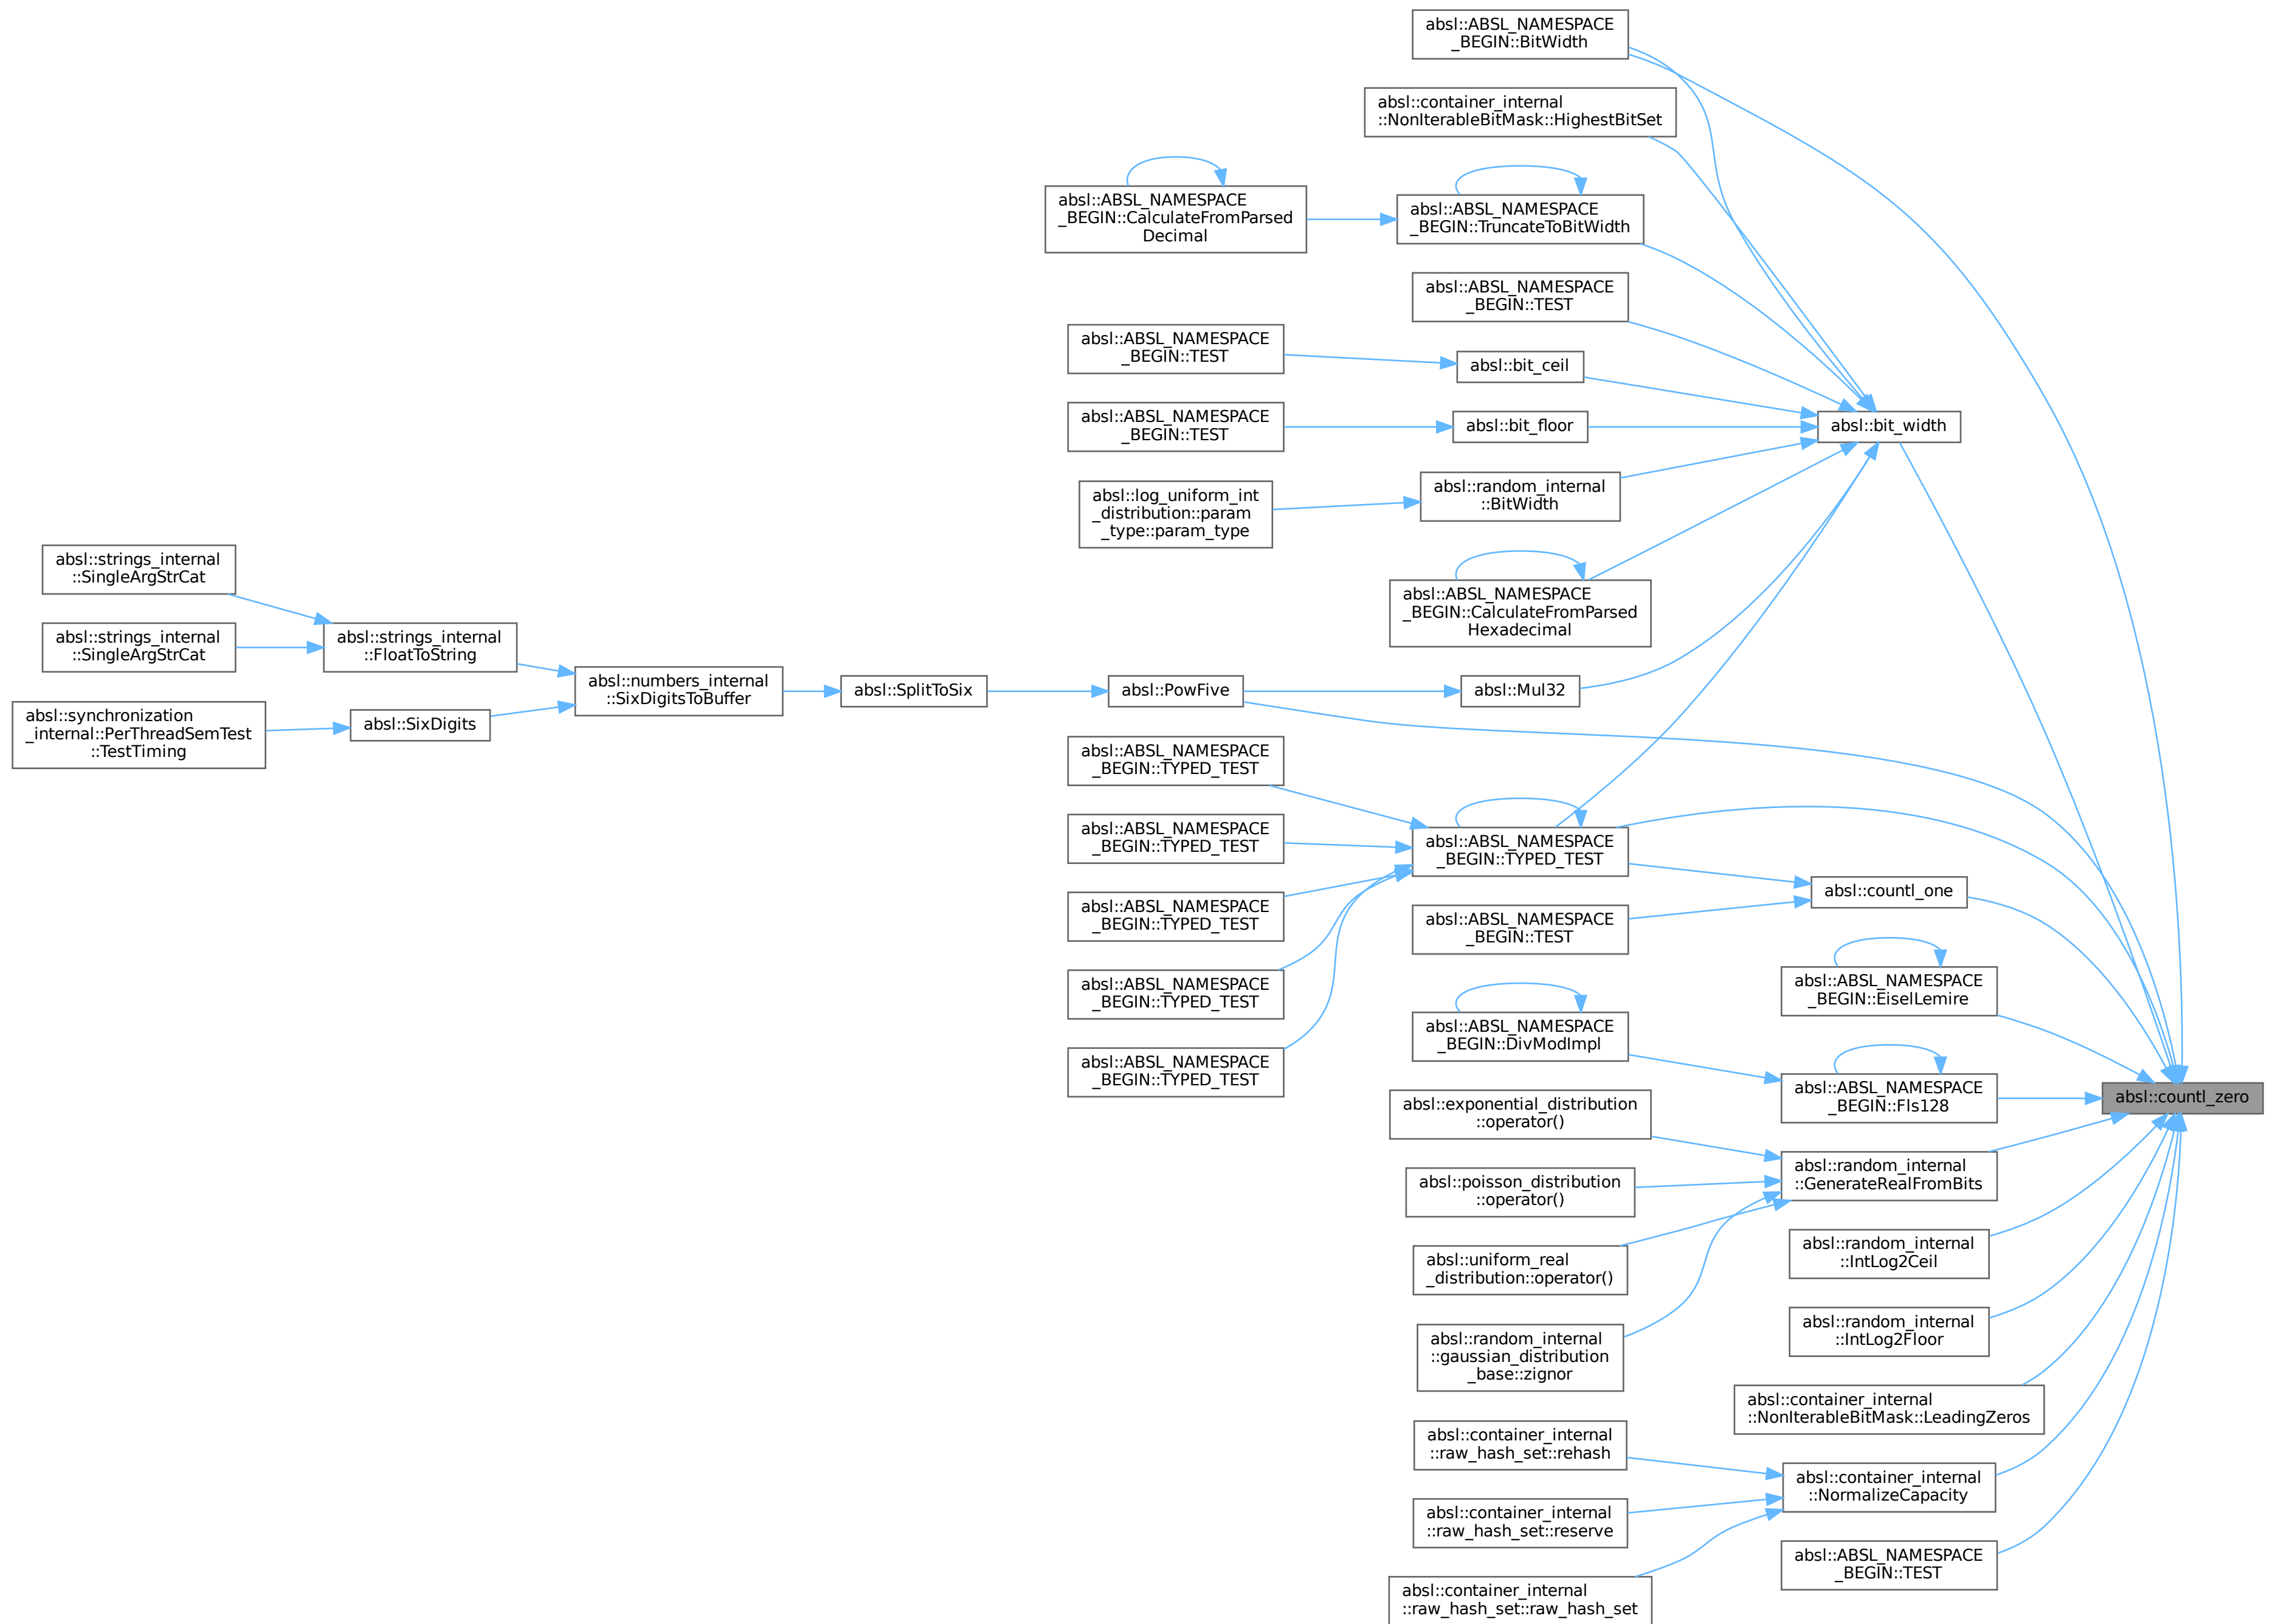 absl::ABSL_NAMESPACE
_BEGIN::BitWidth
absl::container_internal
::NonIterableBitMask::HighestBitSet
absl::ABSL_NAMESPACE
_BEGIN::CalculateFromParsed
Decimal
absl::ABSL_NAMESPACE
_BEGIN::TruncateToBitWidth
absl::ABSL_NAMESPACE
_BEGIN::TEST
absl::ABSL_NAMESPACE
_BEGIN::TEST
absl::bit_ceil
absl::ABSL_NAMESPACE
_BEGIN::TEST
absl::bit_floor
absl::bit_width
absl::log_uniform_int
_distribution::param
_type::param_type
absl::random_internal
::BitWidth
absl::strings_internal
::SingleArgStrCat
absl::ABSL_NAMESPACE
_BEGIN::CalculateFromParsed
Hexadecimal
absl::strings_internal
::SingleArgStrCat
absl::strings_internal
::FloatToString
absl::numbers_internal
::SixDigitsToBuffer
absl::SplitToSix
absl::PowFive
absl::Mul32
absl::synchronization
_internal::PerThreadSemTest
::TestTiming
absl::SixDigits
absl::ABSL_NAMESPACE
_BEGIN::TYPED_TEST
absl::ABSL_NAMESPACE
_BEGIN::TYPED_TEST
absl::ABSL_NAMESPACE
_BEGIN::TYPED_TEST
absl::ABSL_NAMESPACE
_BEGIN::TYPED_TEST
absl::countl_one
absl::ABSL_NAMESPACE
_BEGIN::TEST
absl::ABSL_NAMESPACE
_BEGIN::TYPED_TEST
absl::ABSL_NAMESPACE
_BEGIN::EiselLemire
absl::ABSL_NAMESPACE
_BEGIN::DivModImpl
absl::ABSL_NAMESPACE
_BEGIN::TYPED_TEST
absl::ABSL_NAMESPACE
_BEGIN::Fls128
absl::countl_zero
absl::exponential_distribution
::operator()
absl::random_internal
::GenerateRealFromBits
absl::poisson_distribution
::operator()
absl::random_internal
::IntLog2Ceil
absl::uniform_real
_distribution::operator()
absl::random_internal
::IntLog2Floor
absl::random_internal
::gaussian_distribution
_base::zignor
absl::container_internal
::NonIterableBitMask::LeadingZeros
absl::container_internal
::raw_hash_set::rehash
absl::container_internal
::NormalizeCapacity
absl::container_internal
::raw_hash_set::reserve
absl::ABSL_NAMESPACE
_BEGIN::TEST
absl::container_internal
::raw_hash_set::raw_hash_set